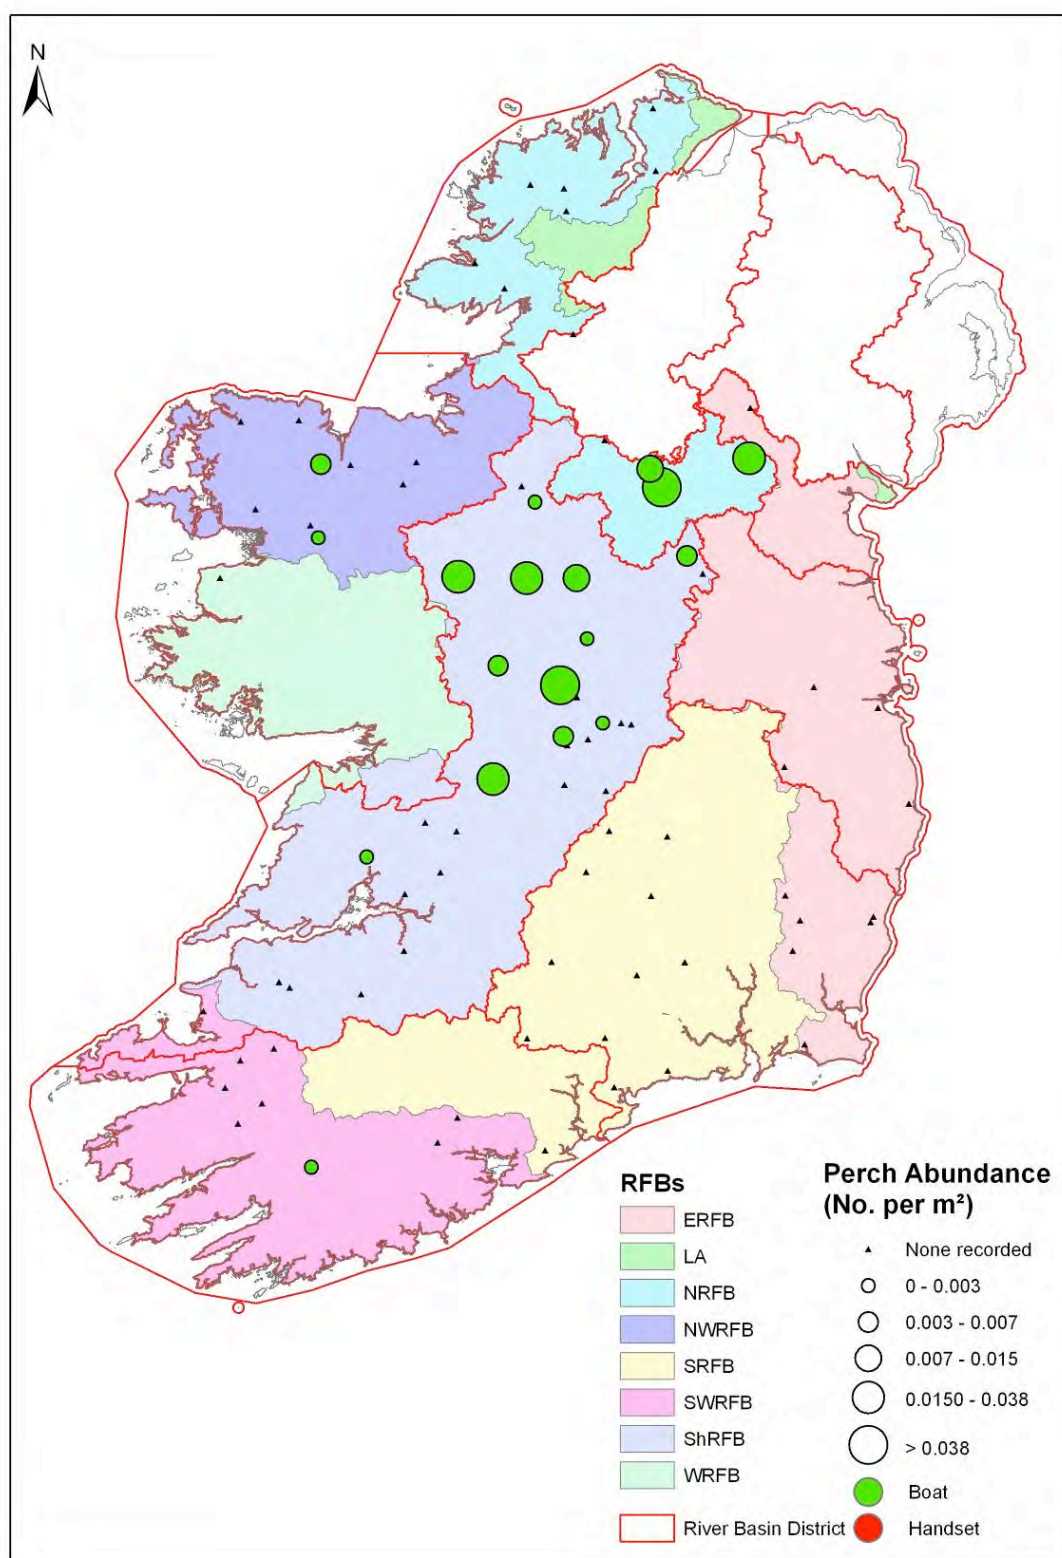 N
RFBs
ERFB
LA
NRFB
NWRFB
SRFB
SWRFB
ShRFB
WRFB
River Basin District
Perch Abundance
(No. per m²)
None recorded
0 - 0.003
0.003 - 0.007
0.007 - 0.015
0.0150 - 0.038
> 0.038
Boat
Handset